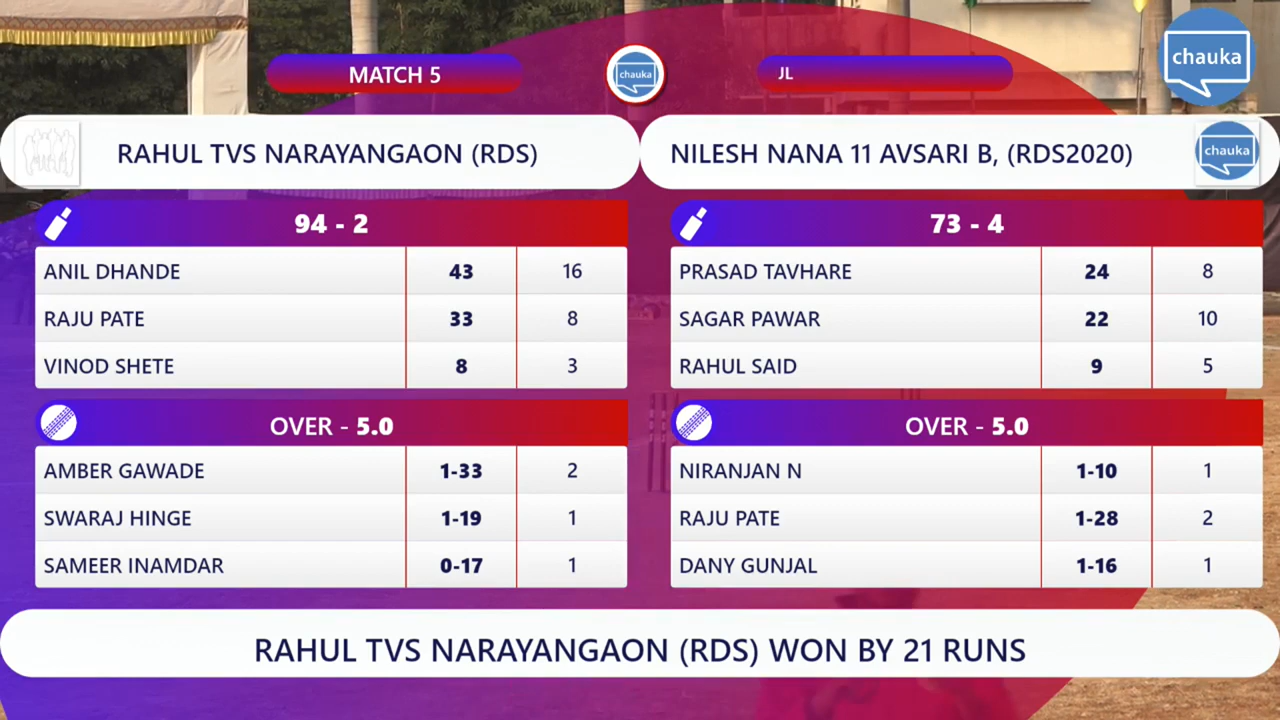 chauka
MATCH 5
chauka
JL
RAHUL TVS NARAYANGAON (RDS)
NILESH NANA 11 AVSARI B, (RDS2020)
chauka
94 - 2
ANIL DHANDE 43 16
RAJU PATE 33 8
VINOD SHETE 8 3
73 - 4
PRASAD TAVHARE 24 8
SAGAR PAWAR 22 10
RAHUL SAID 9 5
OVER - 5.0
AMBER GAWADE 1-33 2
SWARAJ HINGE 1-19 1
SAMEER INAMDAR 0-17 1
OVER - 5.0
NIRANJAN N 1-10 1
RAJU PATE 1-28 2
DANY GUNJAL 1-16 1
RAHUL TVS NARAYANGAON (RDS) WON BY 21 RUNS